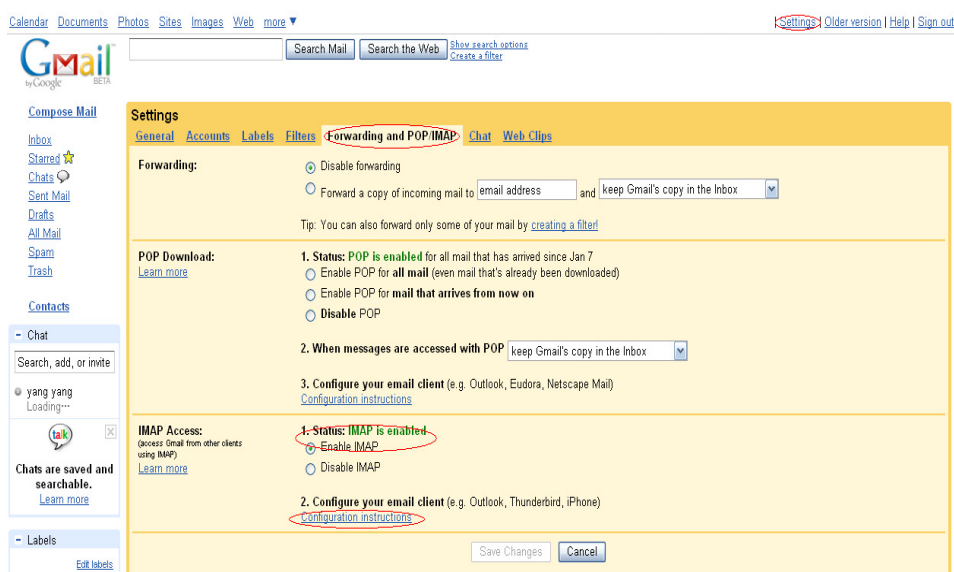 Calendar Documents Photos Sites Images Web more ▼
Settings | Older version | Help | Sign out
Gmail™
by Google BETA
Search Mail Search the Web
Show search options
Create a filter
Compose Mail
Inbox
Starred
Chats
Sent Mail
Drafts
All Mail
Spam
Trash
Contacts
− Chat
Search, add, or invite
yang yang
Loading...
talk
Chats are saved and
searchable.
Learn more
− Labels
Edit labels
Settings
General Accounts Labels Filters Forwarding and POP/IMAP Chat Web Clips
Forwarding:
Disable forwarding
Forward a copy of incoming mail to email address and keep Gmail's copy in the Inbox
Tip: You can also forward only some of your mail by creating a filter!
POP Download:
Learn more
1. Status: POP is enabled for all mail that has arrived since Jan 7
Enable POP for all mail (even mail that's already been downloaded)
Enable POP for mail that arrives from now on
Disable POP
2. When messages are accessed with POP keep Gmail's copy in the Inbox
3. Configure your email client (e.g. Outlook, Eudora, Netscape Mail)
Configuration instructions
IMAP Access:
(access Gmail from other clients
using IMAP)
Learn more
1. Status: IMAP is enabled
Enable IMAP
Disable IMAP
2. Configure your email client (e.g. Outlook, Thunderbird, iPhone)
Configuration instructions
Save Changes Cancel